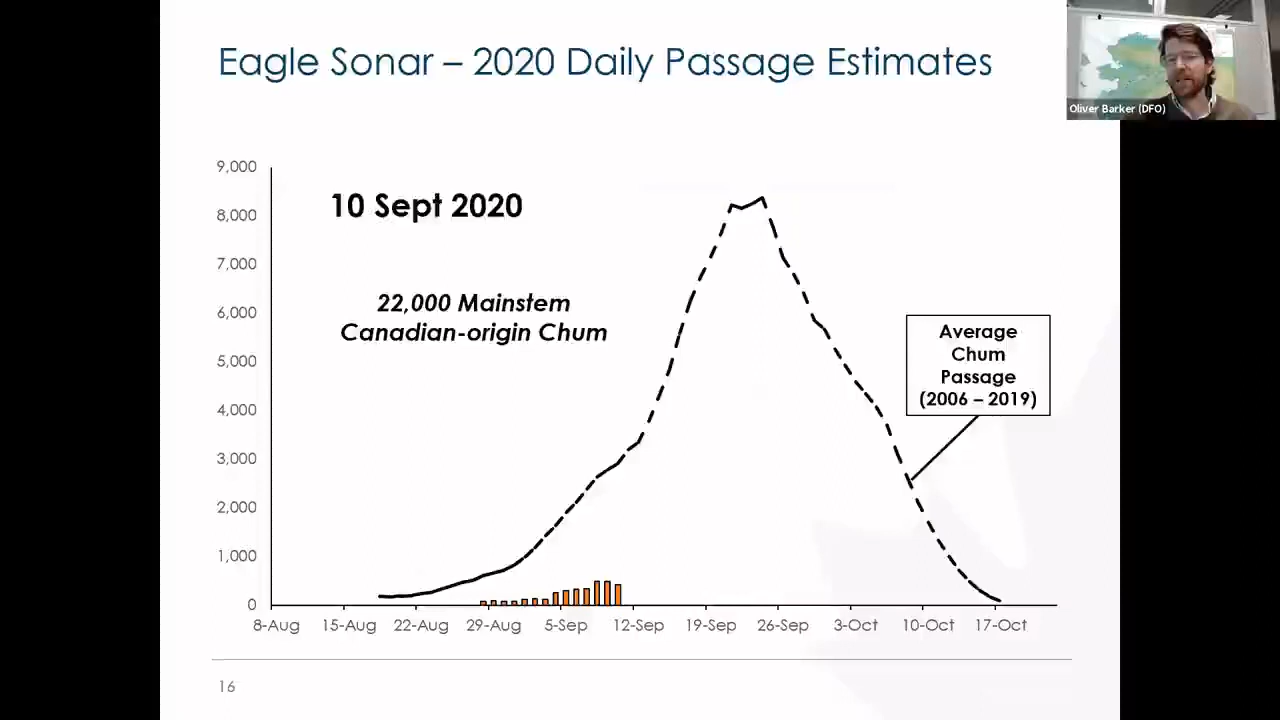 Eagle Sonar – 2020 Daily Passage Estimates
Oliver Barker (DFO)
9,000
8,000
7,000
6,000
5,000
4,000
3,000
2,000
1,000
0
10 Sept 2020
22,000 Mainstem
Canadian-origin Chum
Average
Chum
Passage
(2006 – 2019)
8-Aug 15-Aug 22-Aug 29-Aug 5-Sep 12-Sep 19-Sep 26-Sep 3-Oct 10-Oct 17-Oct
16